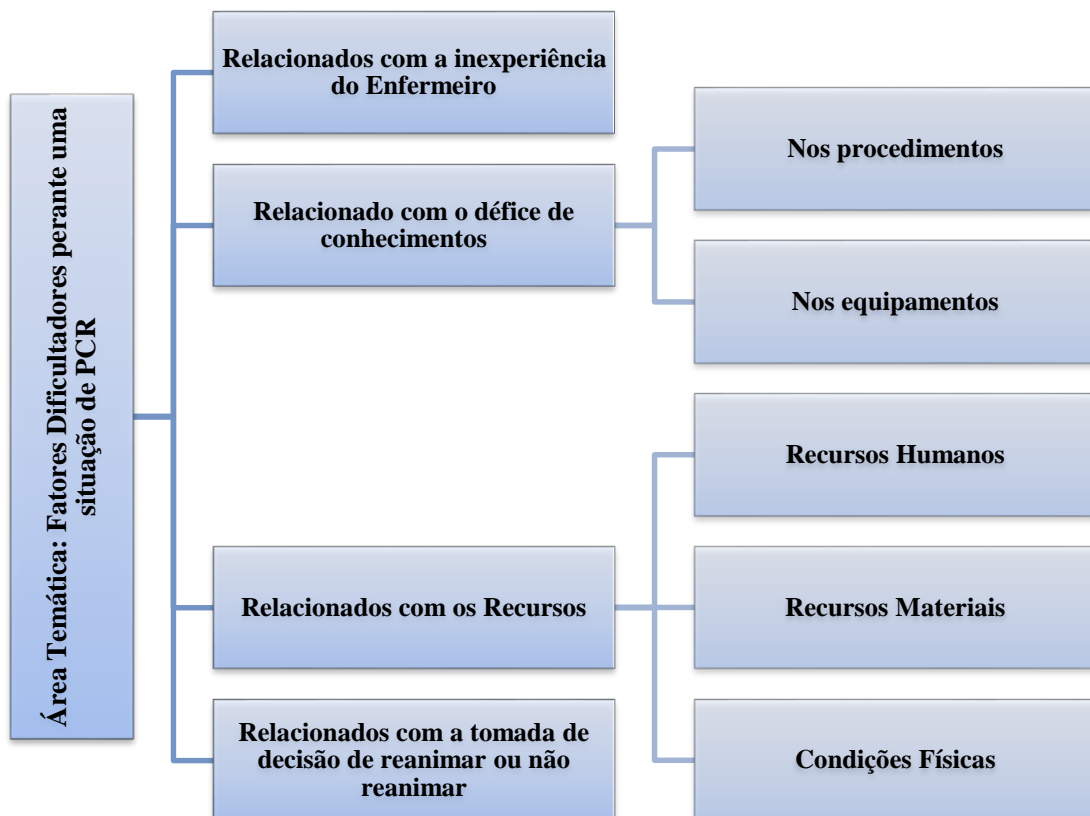 Área Temática: Fatores Dificultadores perante uma
situação de PCR
Relacionados com a inexperiência
do Enfermeiro
Relacionado com o défice de
conhecimentos
Nos procedimentos
Nos equipamentos
Relacionados com os Recursos
Recursos Humanos
Recursos Materiais
Condições Físicas
Relacionados com a tomada de
decisão de reanimar ou não
reanimar